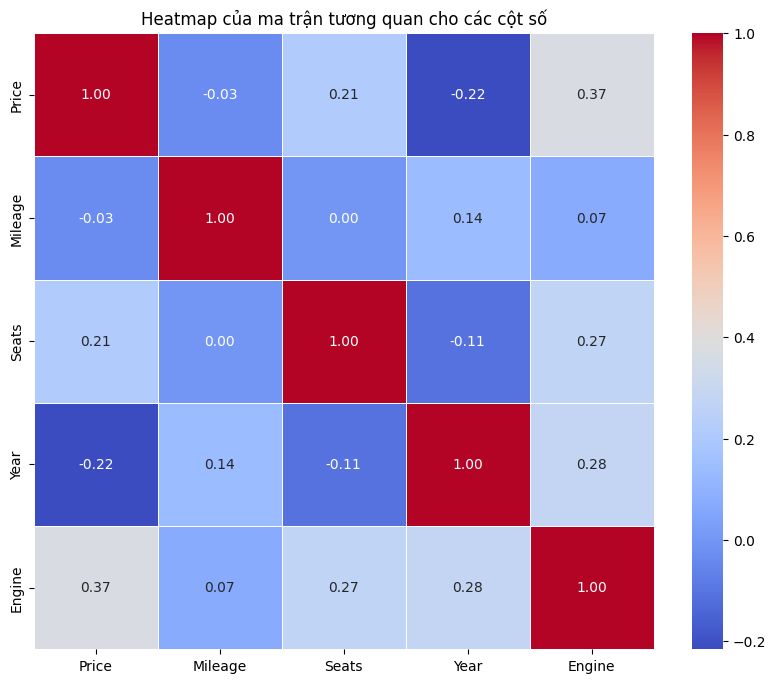 Heatmap của ma trận tương quan cho các cột số
Price 1.00 -0.03 0.21 -0.22 0.37
Mileage -0.03 1.00 0.00 0.14 0.07
Seats 0.21 0.00 1.00 -0.11 0.27
Year -0.22 0.14 -0.11 1.00 0.28
Engine 0.37 0.07 0.27 0.28 1.00
Price Mileage Seats Year Engine
1.0
0.8
0.6
0.4
0.2
0.0
−0.2